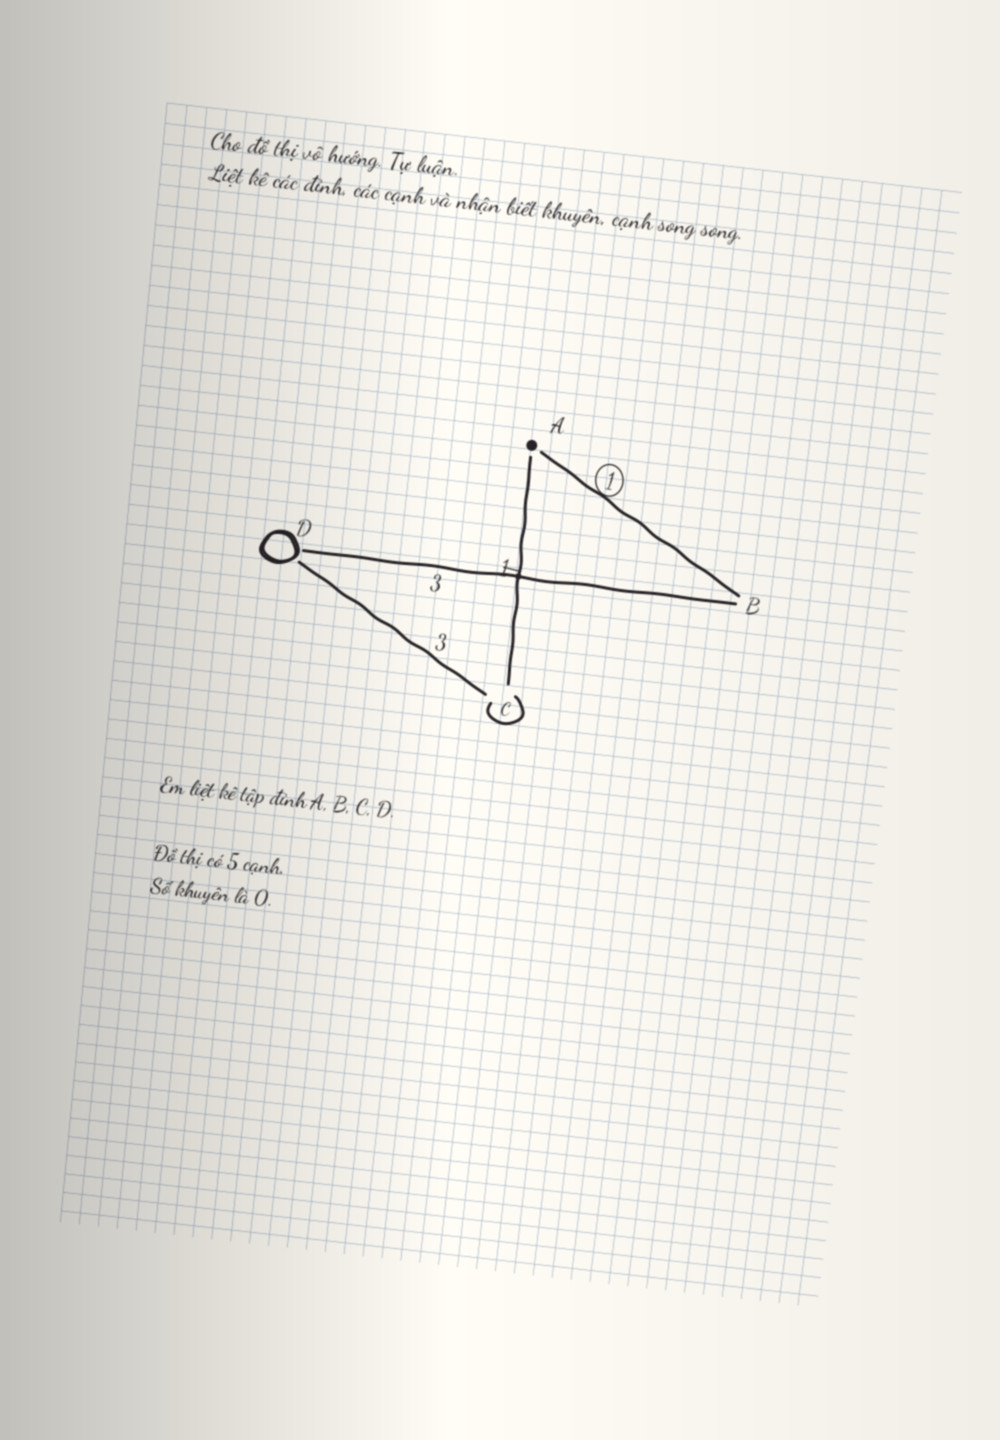 Cho đồ thị vô hướng. Tự luận.
Liệt kê các đỉnh, các cạnh và nhận biết khuyên, cạnh song song.
A
1
D
1
3
B
3
C
Em liệt kê tập đỉnh A, B, C, D.
Đồ thị có 5 cạnh.
Số khuyên là 0.